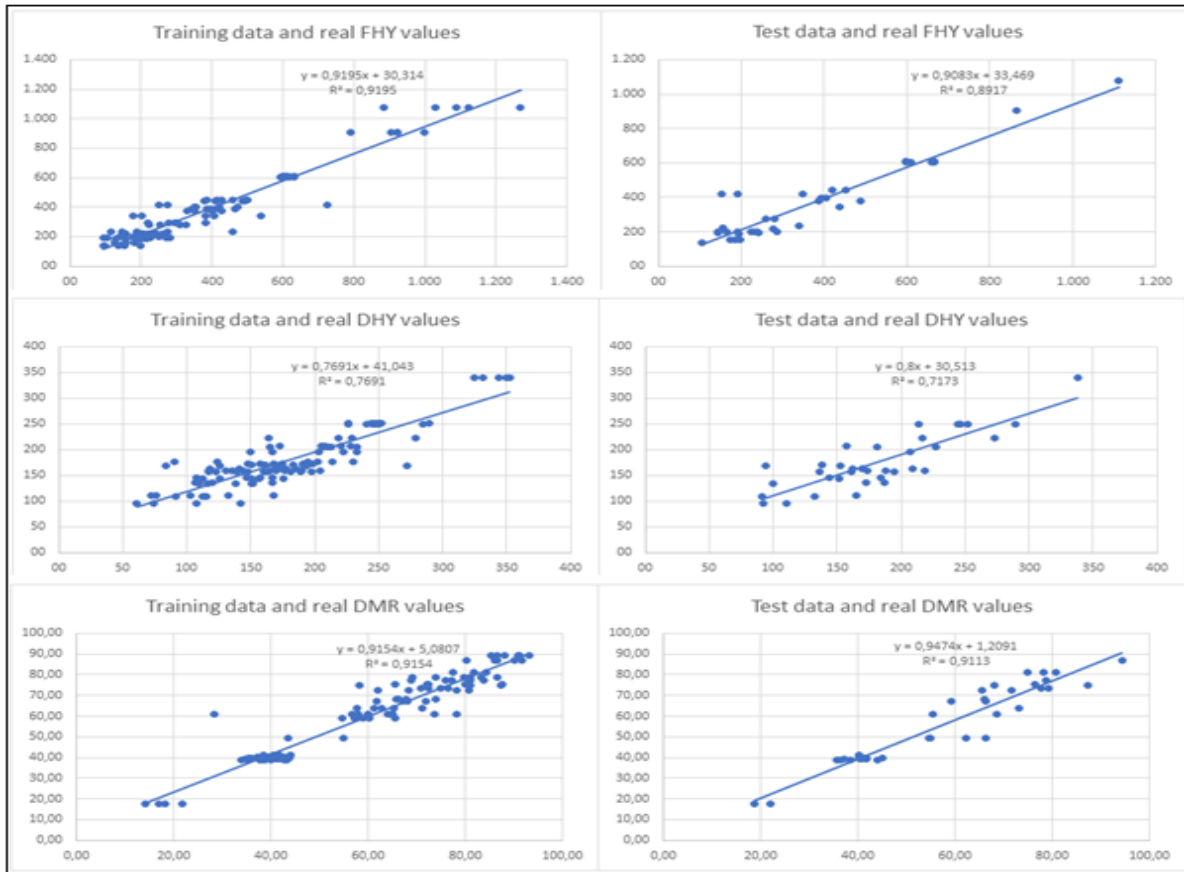 Training data and real FHY values
1.400
1.200
1.000
800
600
400
200
00
y = 0,9195x + 30,314
R² = 0,9195
00 200 400 600 800 1.000 1.200 1.400
Test data and real FHY values
1.200
1.000
800
600
400
200
00
y = 0,9083x + 33,469
R² = 0,8917
00 200 400 600 800 1.000 1.200
Training data and real DHY values
400
350
300
250
200
150
100
50
00
y = 0,7691x + 41,043
R² = 0,7691
00 50 100 150 200 250 300 350 400
Test data and real DHY values
400
350
300
250
200
150
100
50
00
y = 0,8x + 30,513
R² = 0,7173
00 50 100 150 200 250 300 350 400
Training data and real DMR values
100,00
90,00
80,00
70,00
60,00
50,00
40,00
30,00
20,00
10,00
0,00
y = 0,9154x + 5,0807
R² = 0,9154
0,00 20,00 40,00 60,00 80,00 100,00
Test data and real DMR values
100,00
90,00
80,00
70,00
60,00
50,00
40,00
30,00
20,00
10,00
0,00
y = 0,9474x + 1,2091
R² = 0,9113
0,00 20,00 40,00 60,00 80,00 100,00